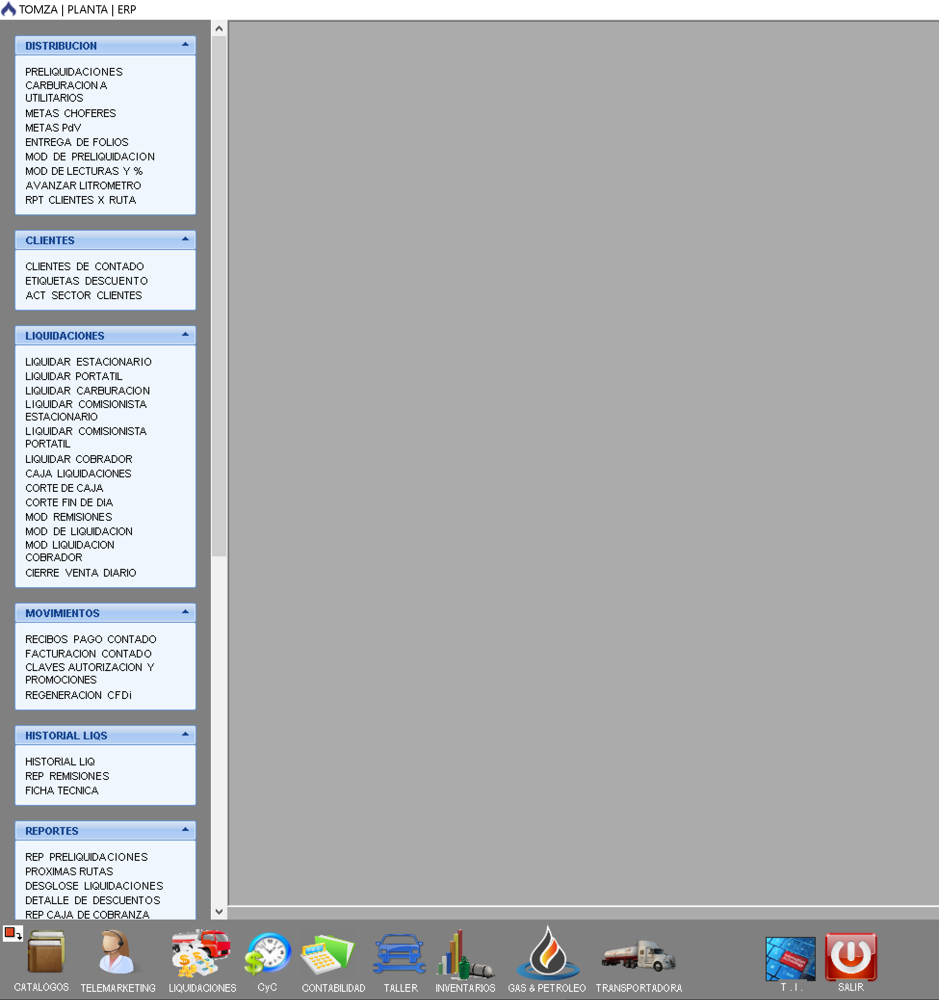 TOMZA | PLANTA | ERP
DISTRIBUCION
PRELIQUIDACIONES
CARBURACION A
UTILITARIOS
METAS CHOFERES
METAS PdV
ENTREGA DE FOLIOS
MOD DE PRELIQUIDACION
MOD DE LECTURAS Y %
AVANZAR LITROMETRO
RPT CLIENTES X RUTA
CLIENTES
CLIENTES DE CONTADO
ETIQUETAS DESCUENTO
ACT SECTOR CLIENTES
LIQUIDACIONES
LIQUIDAR ESTACIONARIO
LIQUIDAR PORTATIL
LIQUIDAR CARBURACION
LIQUIDAR COMISIONISTA
ESTACIONARIO
LIQUIDAR COMISIONISTA
PORTATIL
LIQUIDAR COBRADOR
CAJA LIQUIDACIONES
CORTE DE CAJA
CORTE FIN DE DIA
MOD REMISIONES
MOD DE LIQUIDACION
MOD LIQUIDACION
COBRADOR
CIERRE VENTA DIARIO
MOVIMIENTOS
RECIBOS PAGO CONTADO
FACTURACION CONTADO
CLAVES AUTORIZACION Y
PROMOCIONES
REGENERACION CFDi
HISTORIAL LIQS
HISTORIAL LIQ
REP REMISIONES
FICHA TECNICA
REPORTES
REP PRELIQUIDACIONES
PROXIMAS RUTAS
DESGLOSE LIQUIDACIONES
DETALLE DE DESCUENTOS
REP CAJA DE COBRANZA
CATALOGOS
TELEMARKETING
LIQUIDACIONES
CyC
CONTABILIDAD
TALLER
INVENTARIOS
GAS & PETROLEO
TRANSPORTADORA
T . I .
SALIR